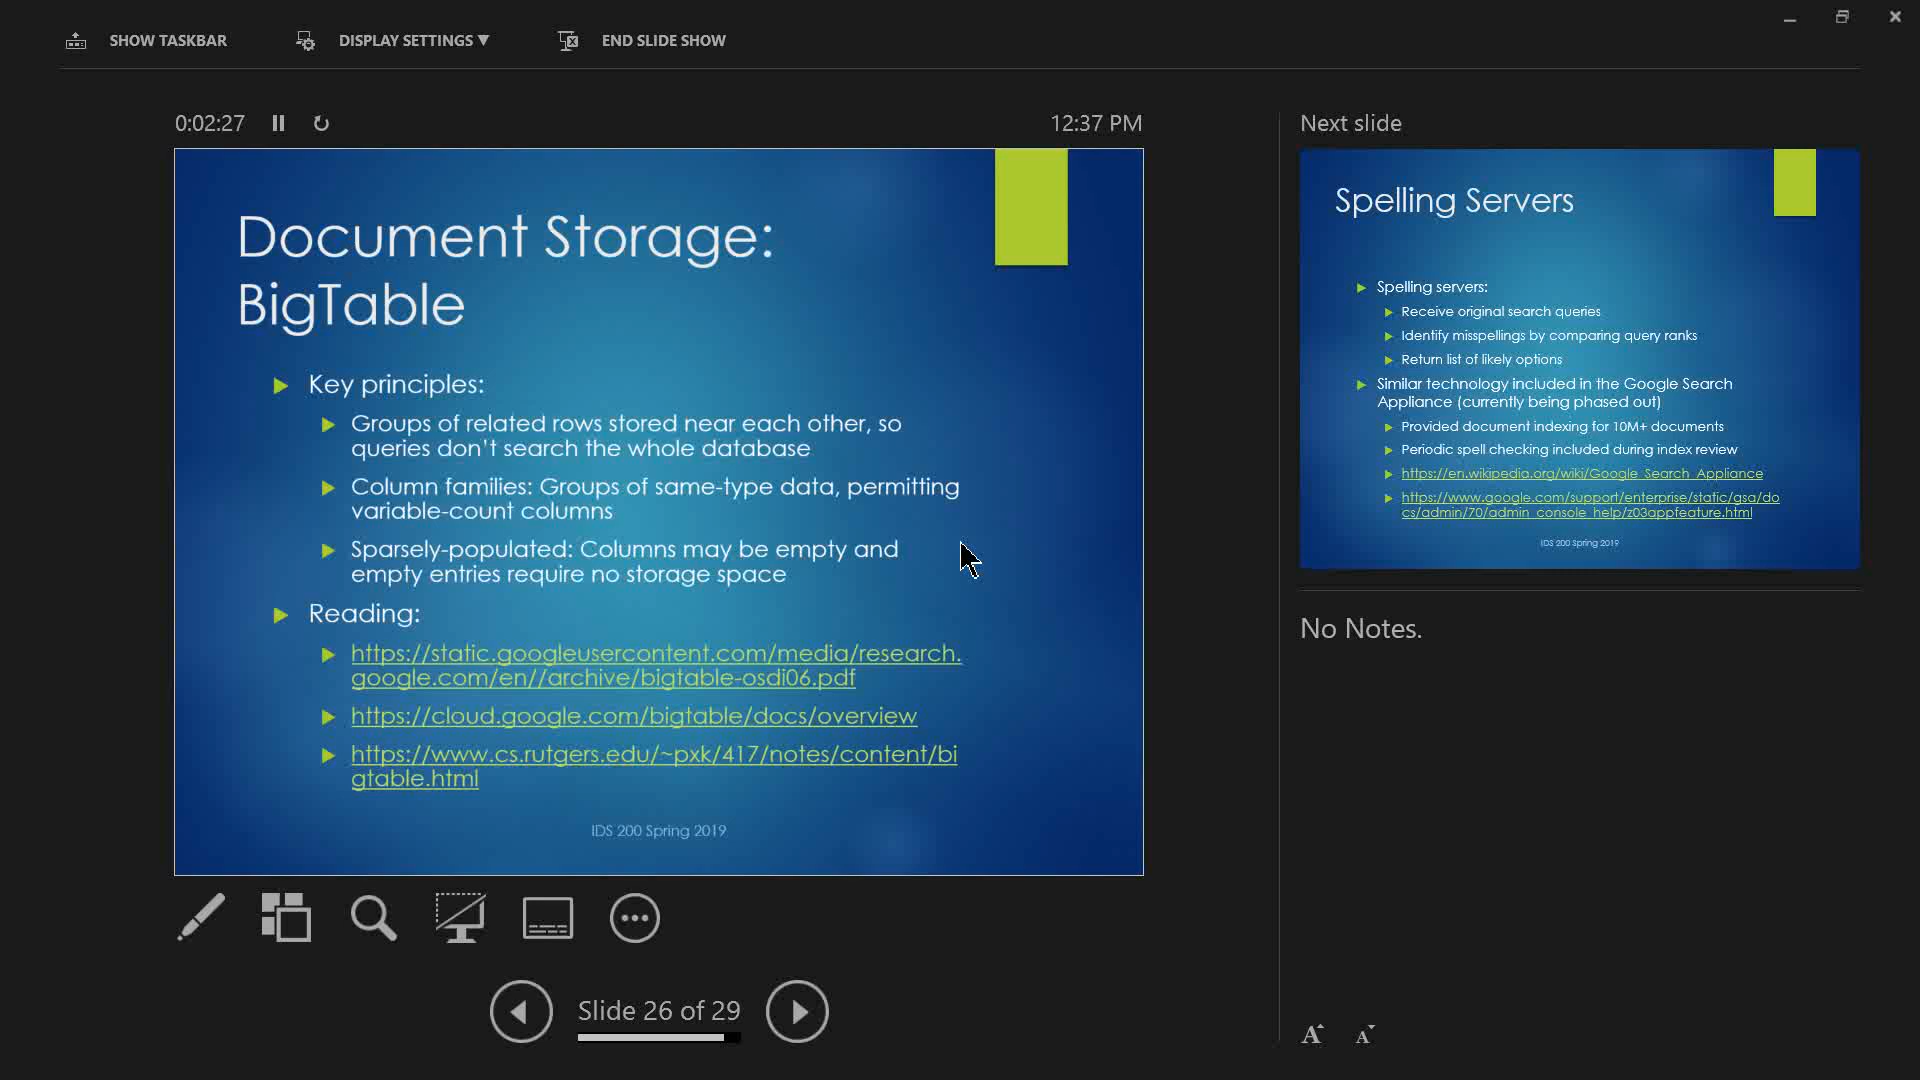 SHOW TASKBAR
DISPLAY SETTINGS ▼
END SLIDE SHOW
0:02:27
12:37 PM
Document Storage:
BigTable
Key principles:
Groups of related rows stored near each other, so
queries don't search the whole database
Column families: Groups of same-type data, permitting
variable-count columns
Sparsely-populated: Columns may be empty and
empty entries require no storage space
Reading:
https://static.googleusercontent.com/media/research.
google.com/en//archive/bigtable-osdi06.pdf
https://cloud.google.com/bigtable/docs/overview
https://www.cs.rutgers.edu/~pxk/417/notes/content/bi
gtable.html
IDS 200 Spring 2019
Slide 26 of 29
Next slide
Spelling Servers
Spelling servers:
Receive original search queries
Identify misspellings by comparing query ranks
Return list of likely options
Similar technology included in the Google Search
Appliance (currently being phased out)
Provided document indexing for 10M+ documents
Periodic spell checking included during index review
https://en.wikipedia.org/wiki/Google_Search_Appliance
https://www.google.com/support/enterprise/static/gsa/do
cs/admin/70/admin_console_help/z03appfeature.html
IDS 200 Spring 2019
No Notes.
A A